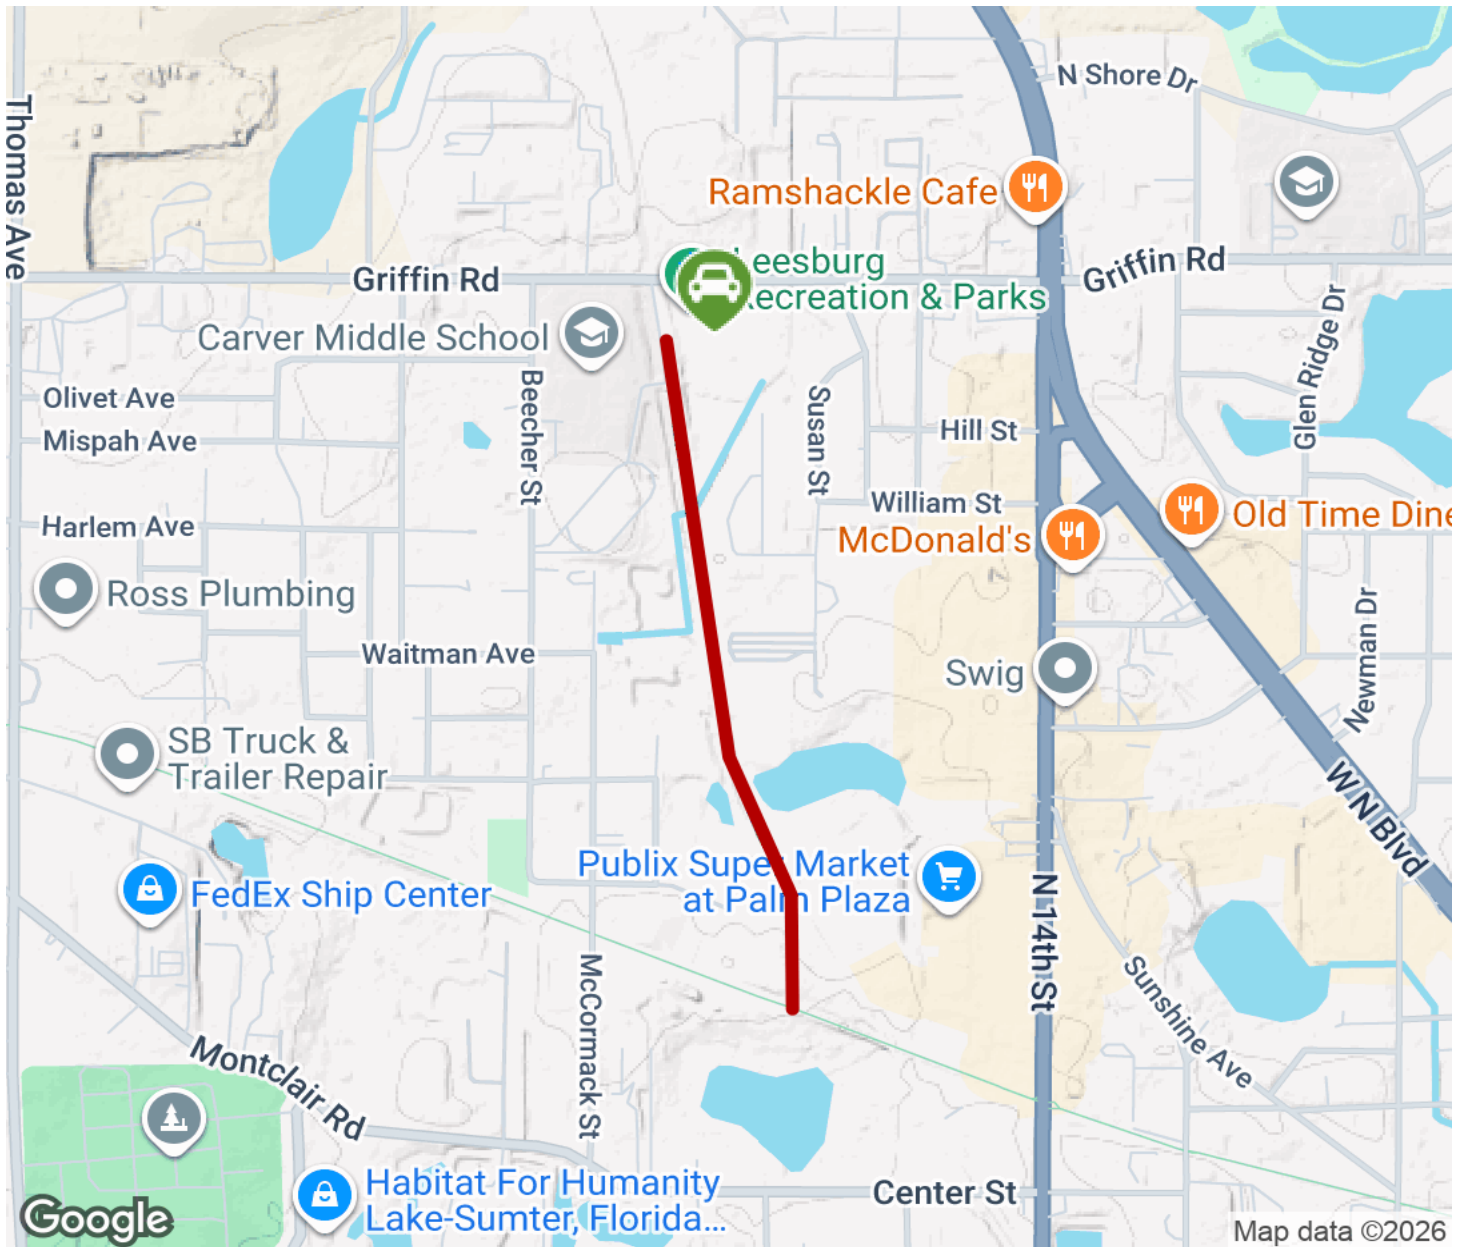 N Shore Dr
Thomas Ave
Ramshackle Cafe
Griffin Rd
Griffin Rd
eesburg
ecreation & Parks
Carver Middle School
Glen Ridge Dr
Olivet Ave
Beecher St
Susan St
Hill St
Mispah Ave
William St
Harlem Ave
McDonald's
Old Time Dine
Ross Plumbing
Newman Dr
Waitman Ave
Swig
SB Truck &
Trailer Repair
W N Blvd
Publix Super Market
at Palm Plaza
FedEx Ship Center
N 14th St
McCormack St
Sunshine Ave
Montclair Rd
Habitat For Humanity
Lake-Sumter, Florida...
Center St
Google
Map data ©2026